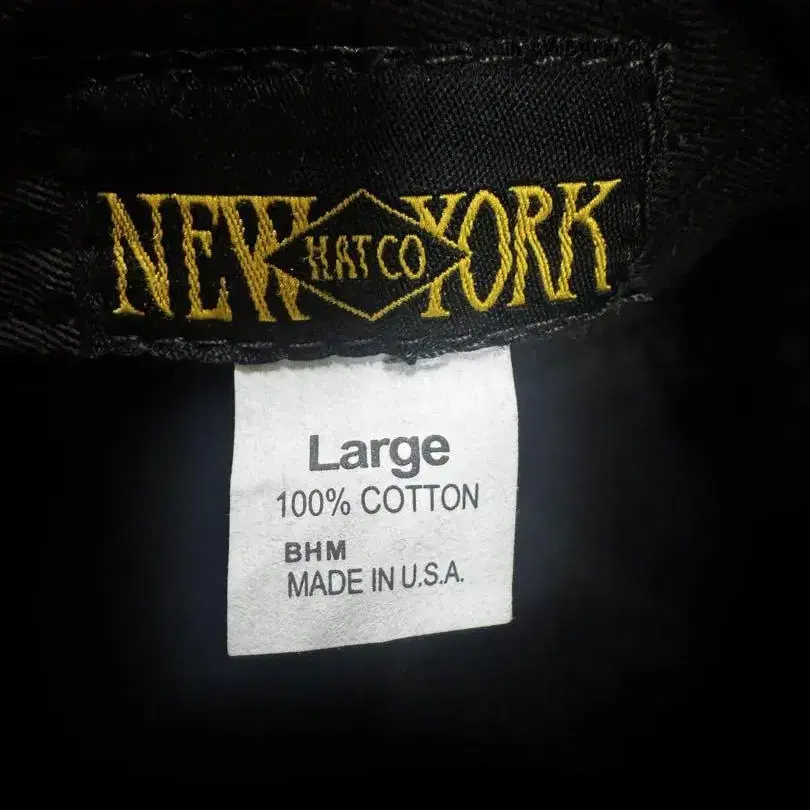 NEW YORK
HAT CO.
Large
100% COTTON
BHM
MADE IN U.S.A.